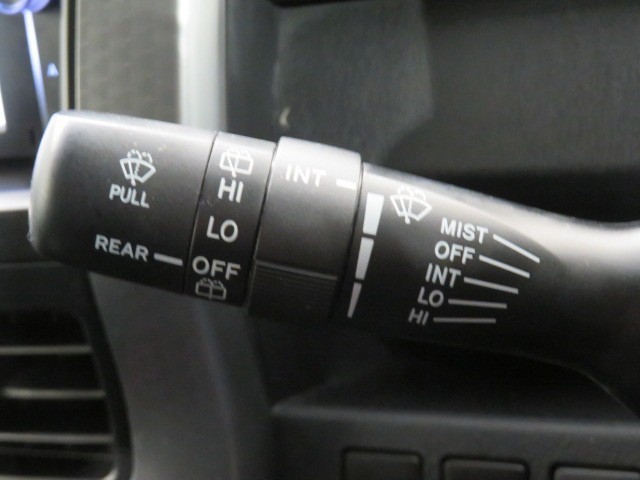 PULL
REAR
HI
LO
OFF
INT
MIST
OFF
INT
LO
HI